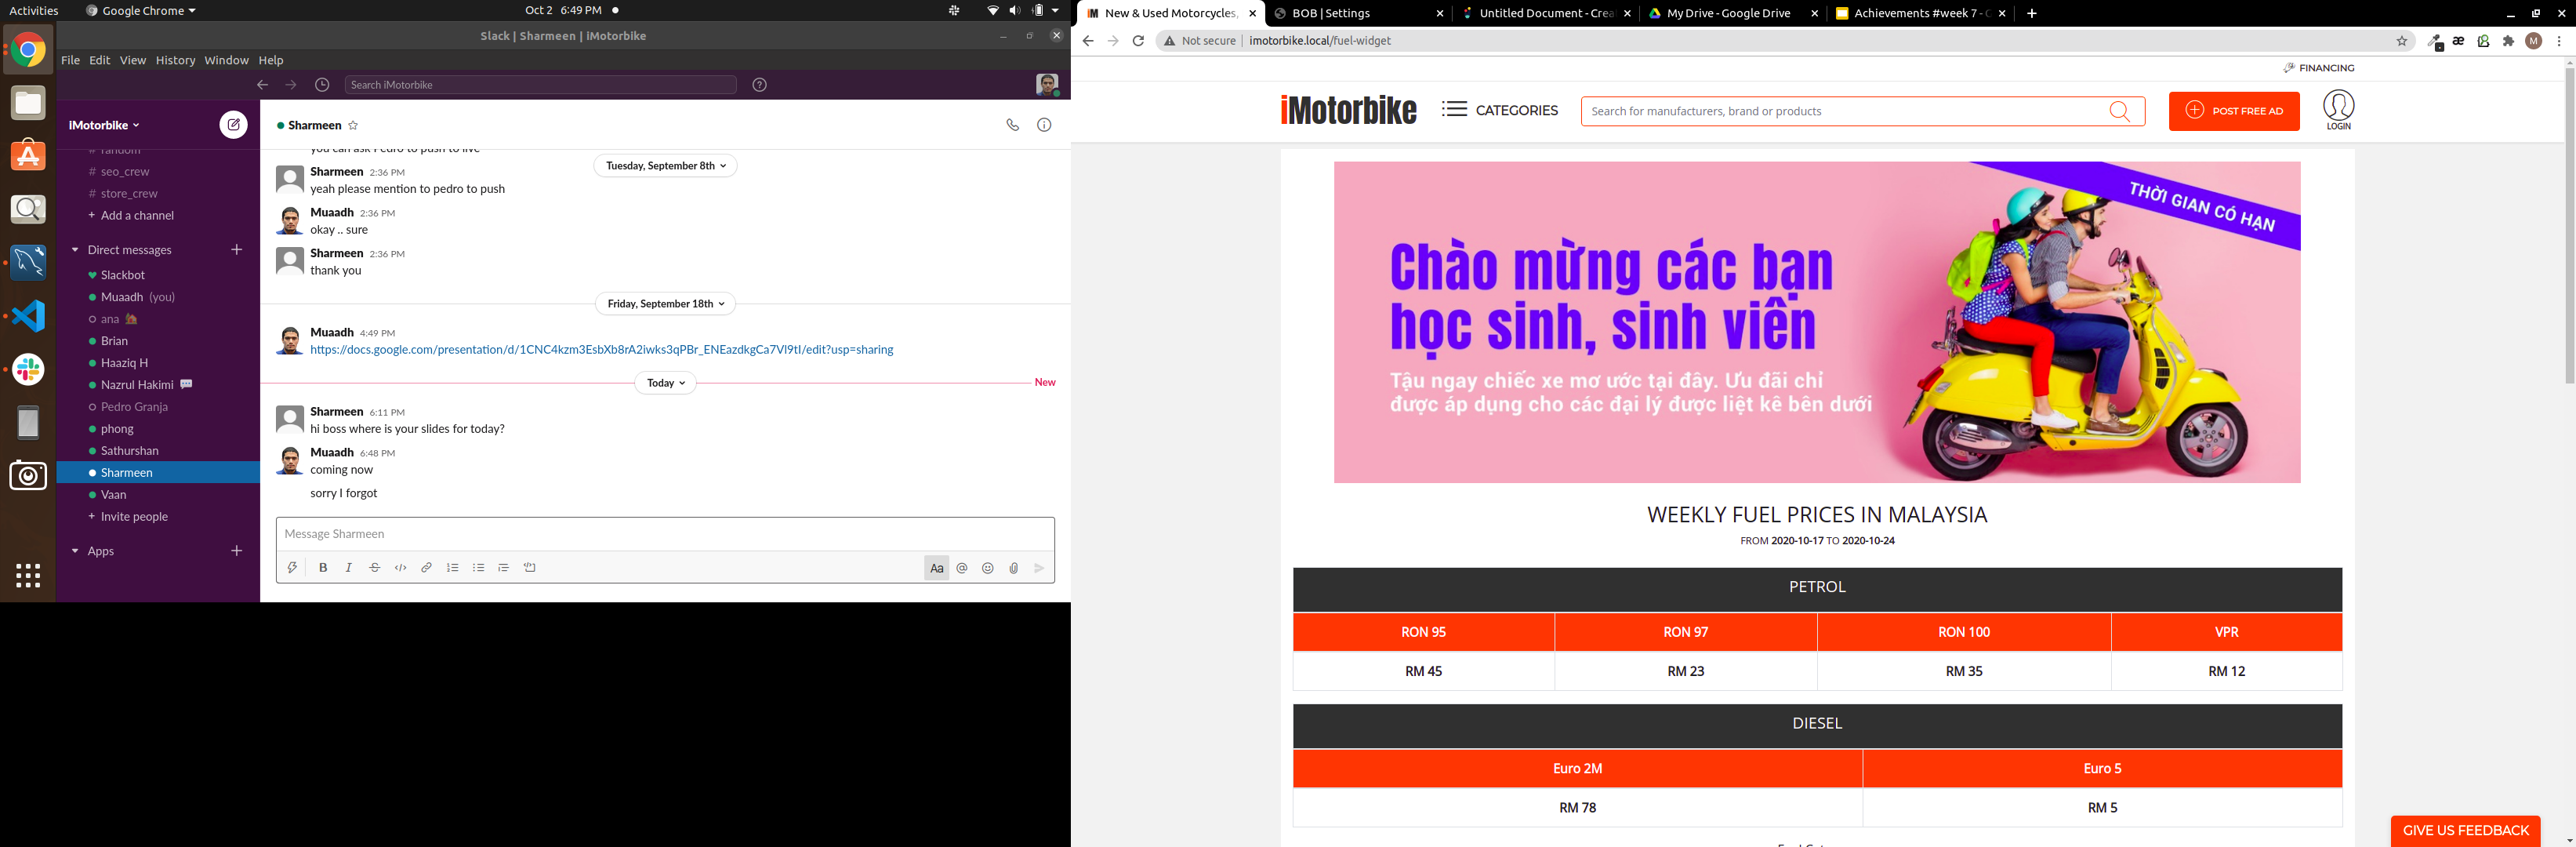 Activities
Google Chrome
Oct 2 6:49 PM
Slack | Sharmeen | iMotorbike
File Edit View History Window Help
Search iMotorbike
iMotorbike
# random
# seo_crew
# store_crew
+ Add a channel
Direct messages
Slackbot
Muaadh (you)
ana
Brian
Haaziq H
Nazrul Hakimi
Pedro Granja
phong
Sathurshan
Sharmeen
Vaan
+ Invite people
Apps
Sharmeen
you can ask Pedro to push to live
Tuesday, September 8th
Sharmeen 2:36 PM
yeah please mention to pedro to push
Muaadh 2:36 PM
okay .. sure
Sharmeen 2:36 PM
thank you
Friday, September 18th
Muaadh 4:49 PM
https://docs.google.com/presentation/d/1CNC4kzm3EsbXb8rA2iwks3qPBr_ENEazdkgCa7Vl9tI/edit?usp=sharing
Today
New
Sharmeen 6:11 PM
hi boss where is your slides for today?
Muaadh 6:48 PM
coming now
sorry I forgot
Message Sharmeen
Aa
New & Used Motorcycles,
BOB | Settings
Untitled Document - Crea
My Drive - Google Drive
Achievements #week 7 - G
Not secure | imotorbike.local/fuel-widget
M
FINANCING
iMotorbike
CATEGORIES
Search for manufacturers, brand or products
POST FREE AD
LOGIN
THỜI GIAN CÓ HẠN
Chào mừng các bạn
học sinh, sinh viên
Tậu ngay chiếc xe mơ ước tại đây. Ưu đãi chỉ
được áp dụng cho các đại lý được liệt kê bên dưới
WEEKLY FUEL PRICES IN MALAYSIA
FROM 2020-10-17 TO 2020-10-24
PETROL
RON 95 RON 97 RON 100 VPR
RM 45 RM 23 RM 35 RM 12
DIESEL
Euro 2M Euro 5
RM 78 RM 5
GIVE US FEEDBACK